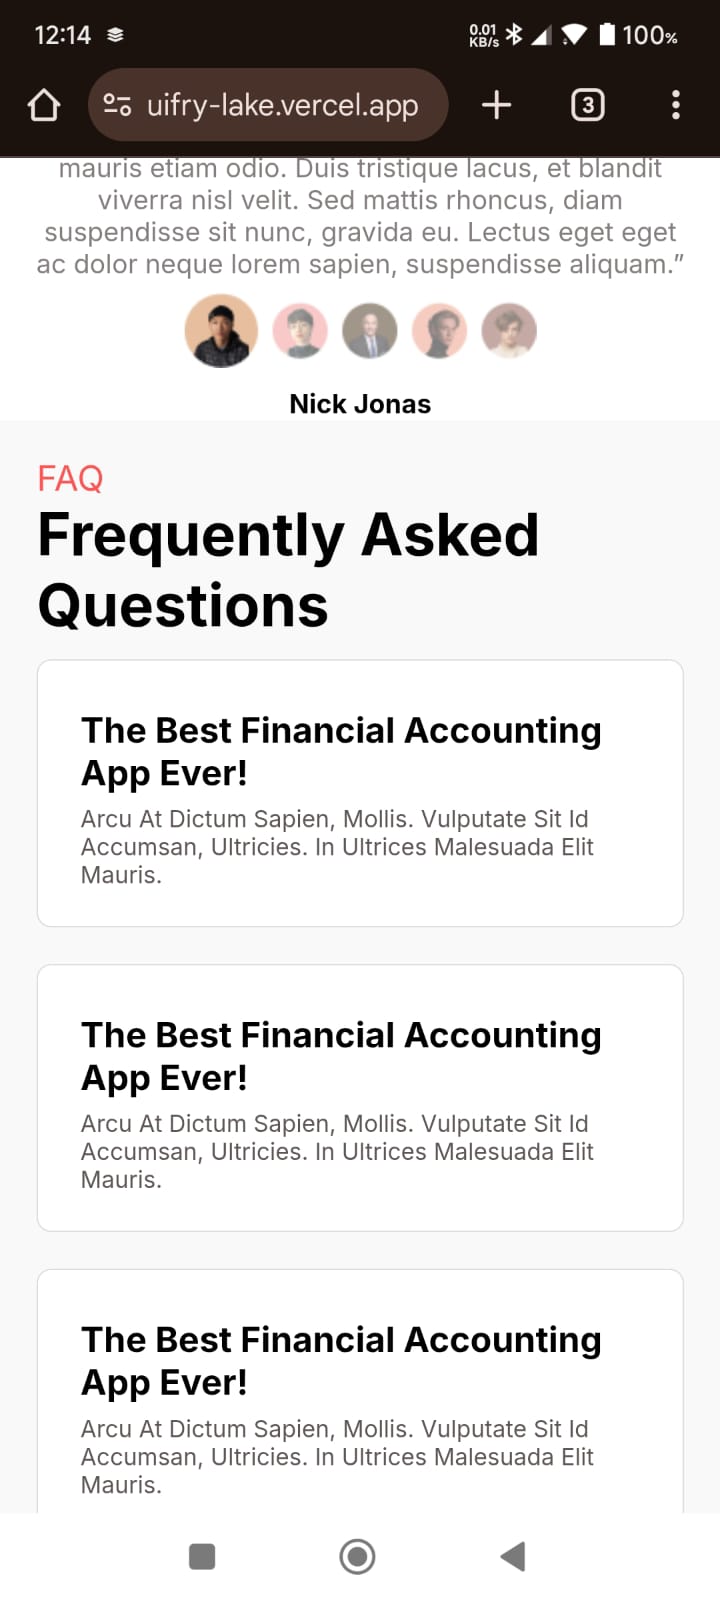 12:14
0.01
KB/s
100%
uifry-lake.vercel.app
3
mauris etiam odio. Duis tristique lacus, et blandit
viverra nisl velit. Sed mattis rhoncus, diam
suspendisse sit nunc, gravida eu. Lectus eget eget
ac dolor neque lorem sapien, suspendisse aliquam.”
Nick Jonas
FAQ
Frequently Asked
Questions
The Best Financial Accounting
App Ever!
Arcu At Dictum Sapien, Mollis. Vulputate Sit Id
Accumsan, Ultricies. In Ultrices Malesuada Elit
Mauris.
The Best Financial Accounting
App Ever!
Arcu At Dictum Sapien, Mollis. Vulputate Sit Id
Accumsan, Ultricies. In Ultrices Malesuada Elit
Mauris.
The Best Financial Accounting
App Ever!
Arcu At Dictum Sapien, Mollis. Vulputate Sit Id
Accumsan, Ultricies. In Ultrices Malesuada Elit
Mauris.